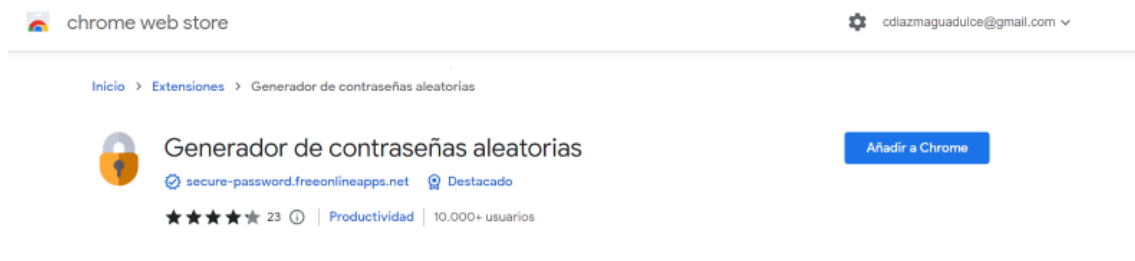 chrome web store cdiazmaguadulce@gmail.com
Inicio > Extensiones > Generador de contraseñas aleatorias
Generador de contraseñas aleatorias
Añadir a Chrome
secure-password.freeonlineapps.net Destacado
23 Productividad 10.000+ usuarios